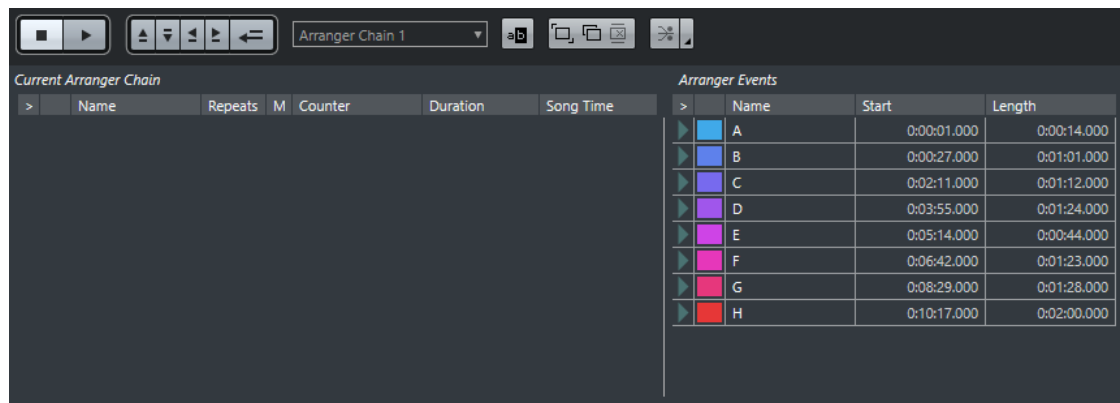 Arranger Chain 1 ab
Current Arranger Chain
> Name Repeats M Counter Duration Song Time
Arranger Events
> Name Start Length
A 0:00:01.000 0:00:14.000
B 0:00:27.000 0:01:01.000
C 0:02:11.000 0:01:12.000
D 0:03:55.000 0:01:24.000
E 0:05:14.000 0:00:44.000
F 0:06:42.000 0:01:23.000
G 0:08:29.000 0:01:28.000
H 0:10:17.000 0:02:00.000